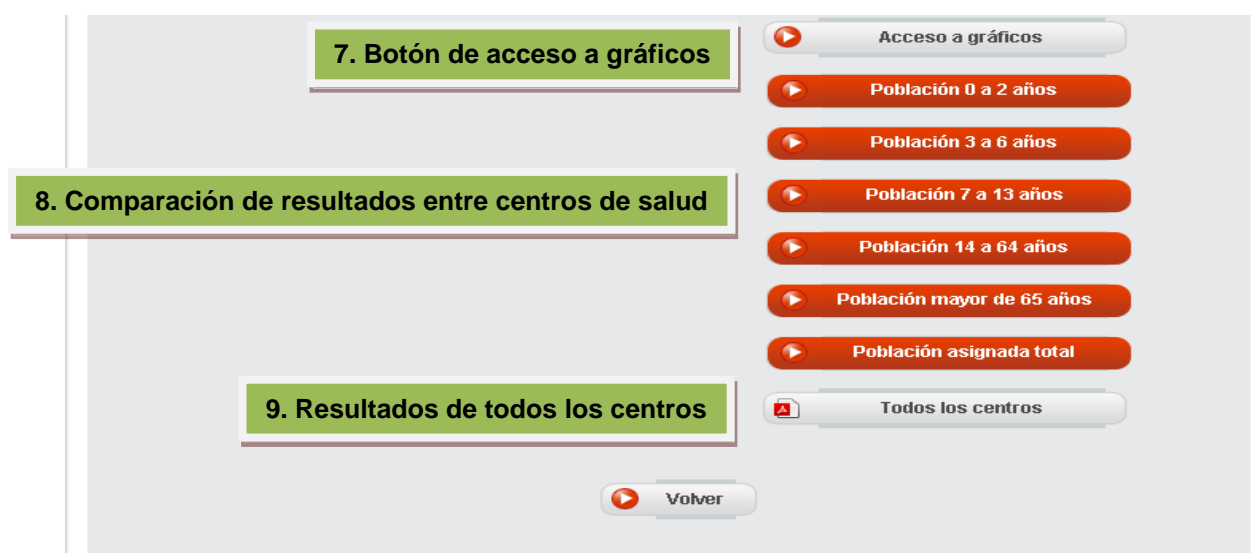 7. Botón de acceso a gráficos
Acceso a gráficos
Población 0 a 2 años
Población 3 a 6 años
8. Comparación de resultados entre centros de salud
Población 7 a 13 años
Población 14 a 64 años
Población mayor de 65 años
Población asignada total
9. Resultados de todos los centros
Todos los centros
Volver